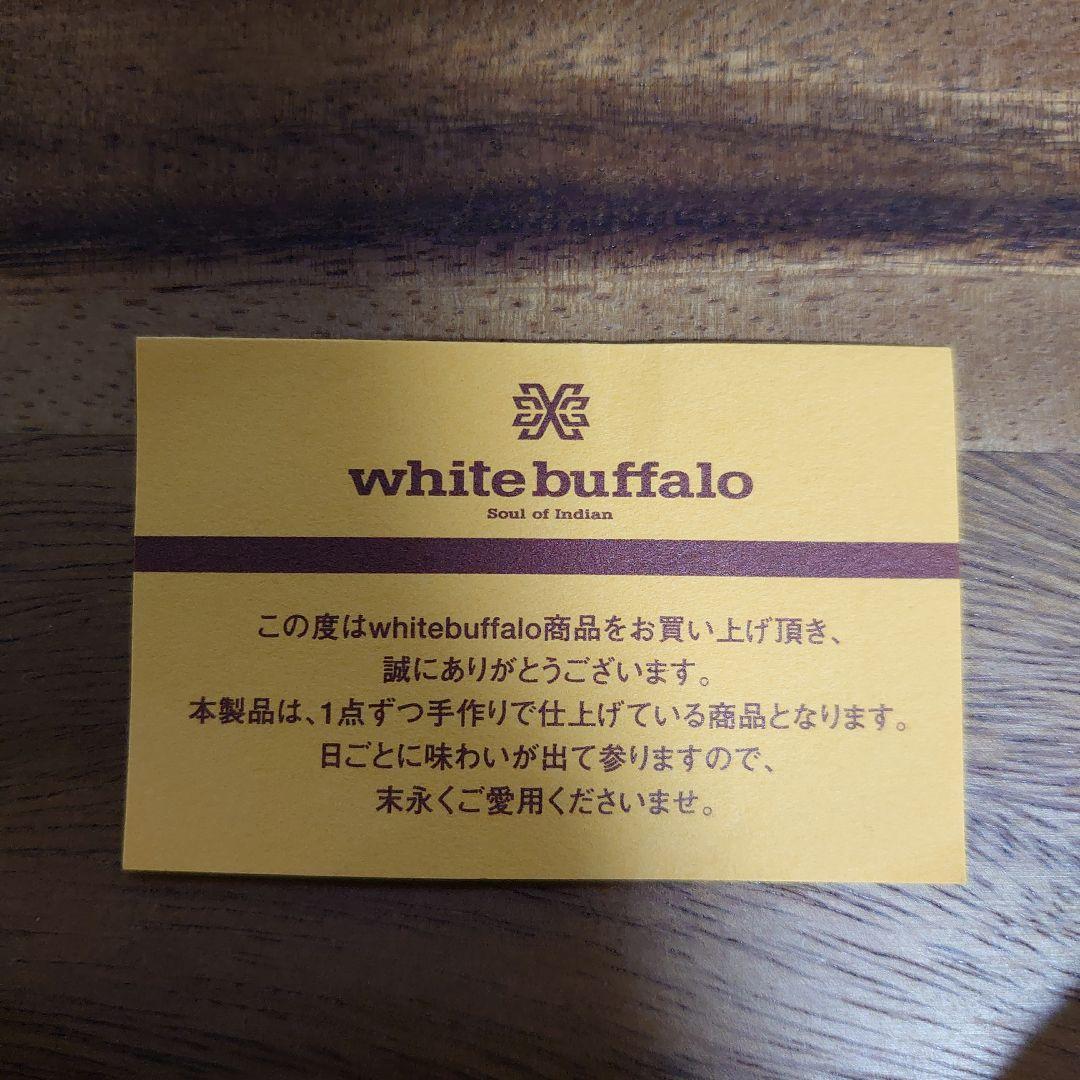 whitebuffalo
Soul of Indian
この度はwhitebuffalo商品をお買い上げ頂き、
誠にありがとうございます。
本製品は、1点ずつ手作りで仕上げている商品となります。
日ごとに味わいが出て参りますので、
末永くご愛用くださいませ。